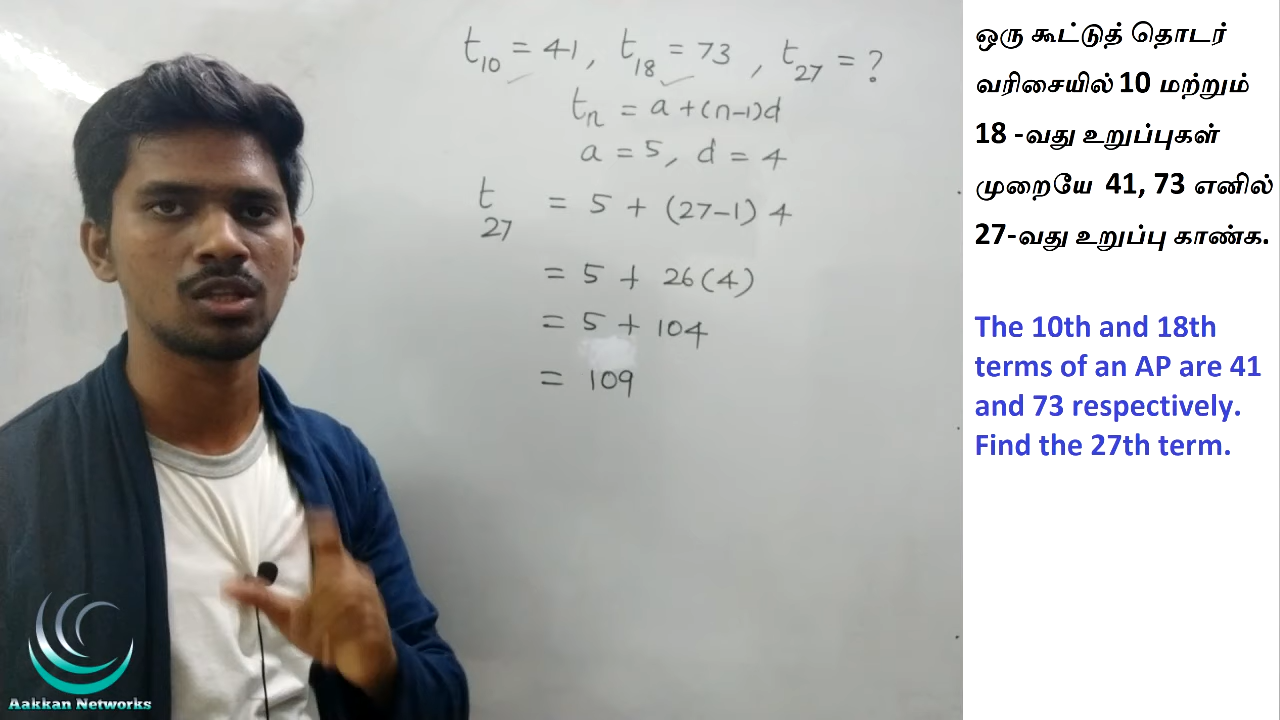 t₁₀ = 41, t₁₈ = 73, t₂₇ = ?
tₙ = a + (n-1)d
a = 5, d = 4
t₂₇ = 5 + (27-1) 4
= 5 + 26(4)
= 5 + 104
= 109
ஒரு கூட்டுத் தொடர்
வரிசையில் 10 மற்றும்
18 -வது உறுப்புகள்
முறையே 41, 73 எனில்
27-வது உறுப்பு காண்க.
The 10th and 18th
terms of an AP are 41
and 73 respectively.
Find the 27th term.
Aakkan Networks